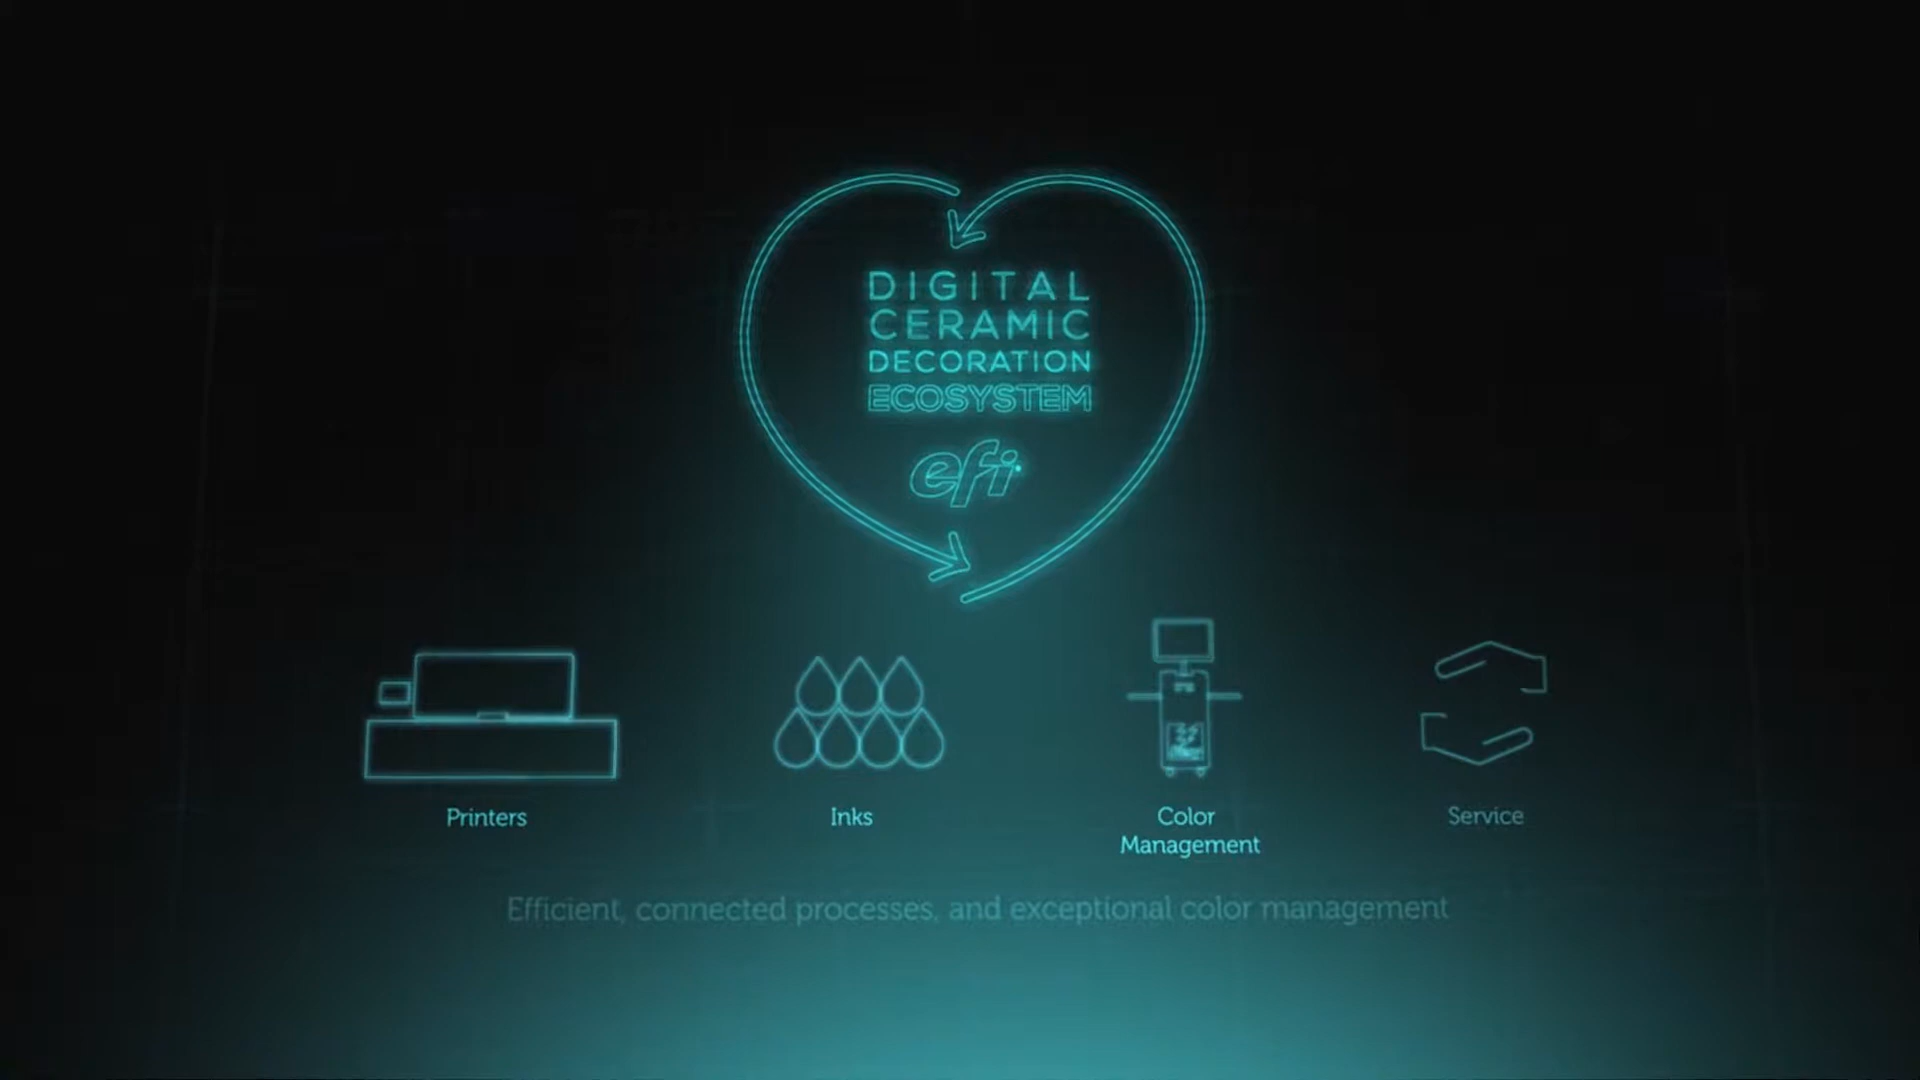 DIGITAL
CERAMIC
DECORATION
ECOSYSTEM
efi
Printers
Inks
Color
Management
Service
Efficient, connected processes, and exceptional color management